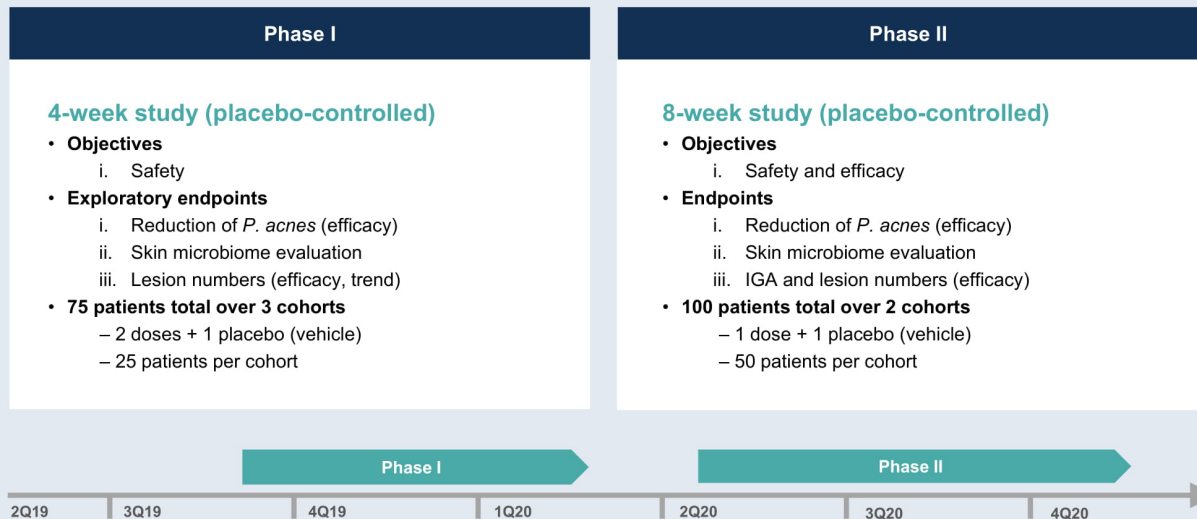 Phase I
4-week study (placebo-controlled)
• Objectives
i. Safety
• Exploratory endpoints
i. Reduction of P. acnes (efficacy)
ii. Skin microbiome evaluation
iii. Lesion numbers (efficacy, trend)
• 75 patients total over 3 cohorts
– 2 doses + 1 placebo (vehicle)
– 25 patients per cohort
Phase II
8-week study (placebo-controlled)
• Objectives
i. Safety and efficacy
• Endpoints
i. Reduction of P. acnes (efficacy)
ii. Skin microbiome evaluation
iii. IGA and lesion numbers (efficacy)
• 100 patients total over 2 cohorts
– 1 dose + 1 placebo (vehicle)
– 50 patients per cohort
Phase I
Phase II
2Q19 3Q19 4Q19 1Q20 2Q20 3Q20 4Q20